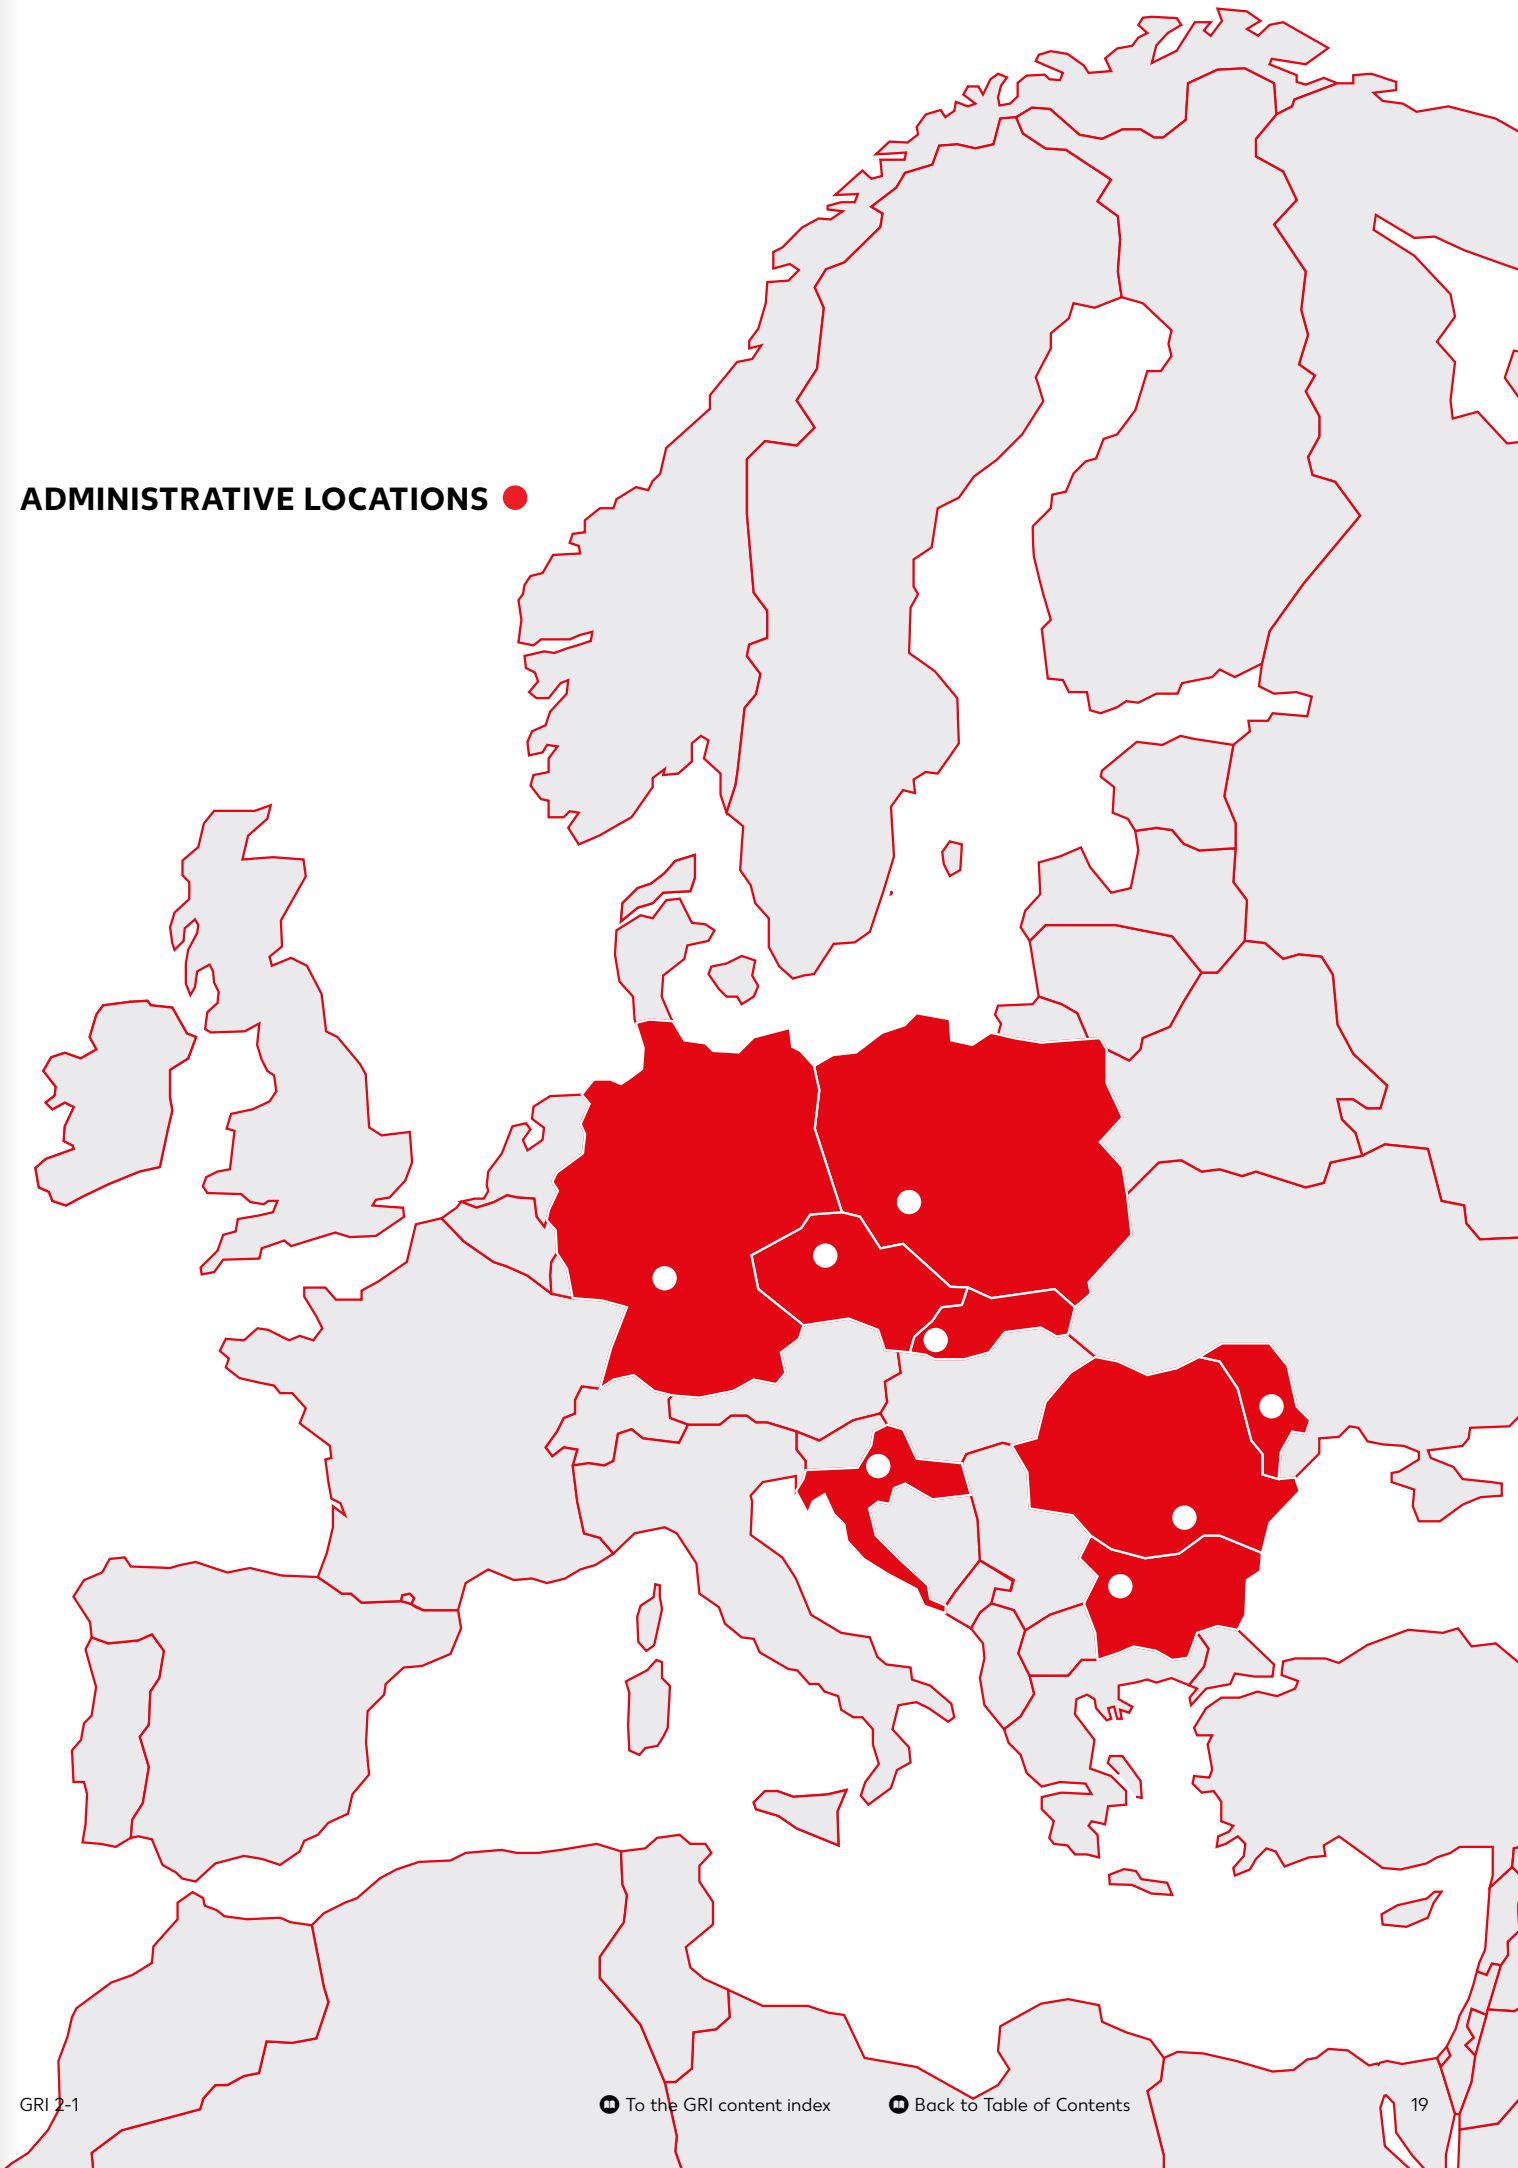 ADMINISTRATIVE LOCATIONS
GRI 2-1
To the GRI content index
Back to Table of Contents
19